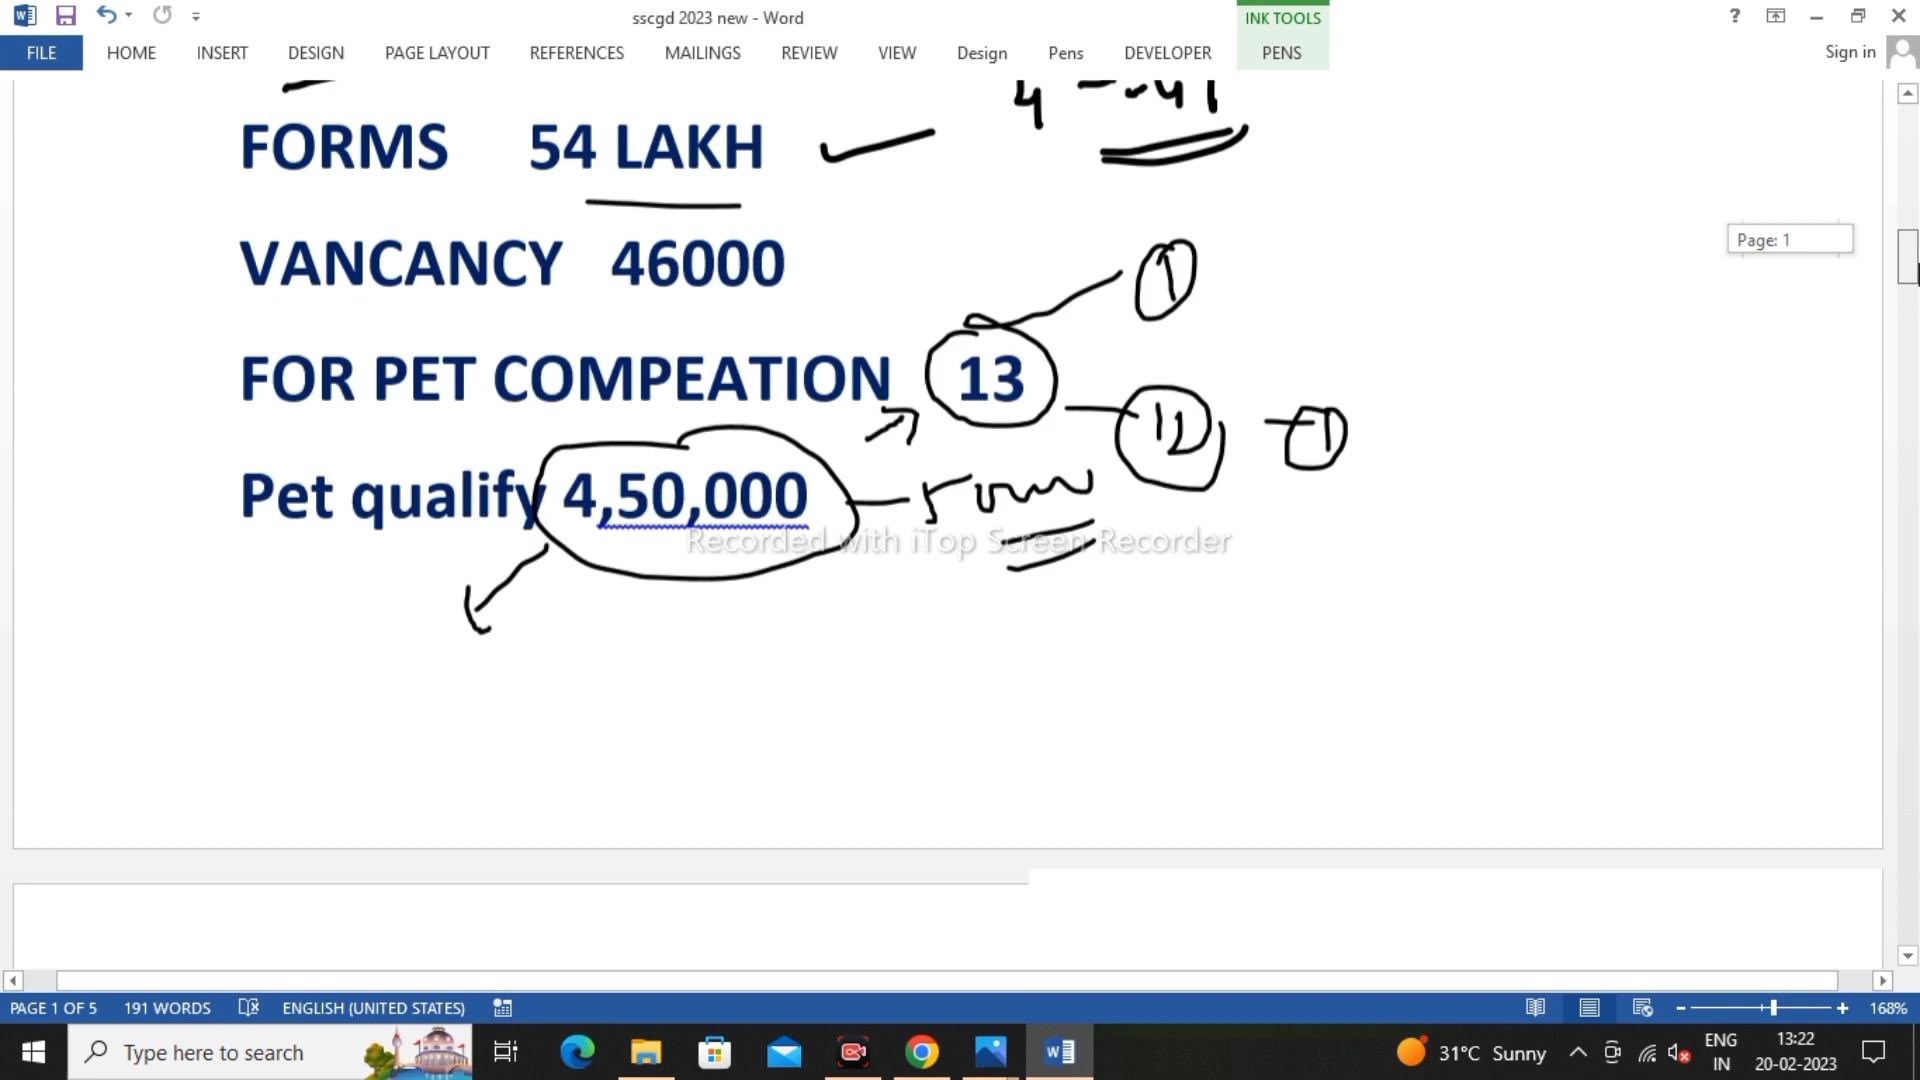 sscgd 2023 new - Word
INK TOOLS
?
FILE HOME INSERT DESIGN PAGE LAYOUT REFERENCES MAILINGS REVIEW VIEW Design Pens DEVELOPER PENS Sign in
FORMS 54 LAKH
VANCANCY 46000
Page: 1
1
FOR PET COMPEATION 13
12 1
Pet qualify 4,50,000
Recorded with iTop Screen Recorder
PAGE 1 OF 5 191 WORDS ENGLISH (UNITED STATES) 168%
Type here to search
31°C Sunny
ENG
IN
13:22
20-02-2023